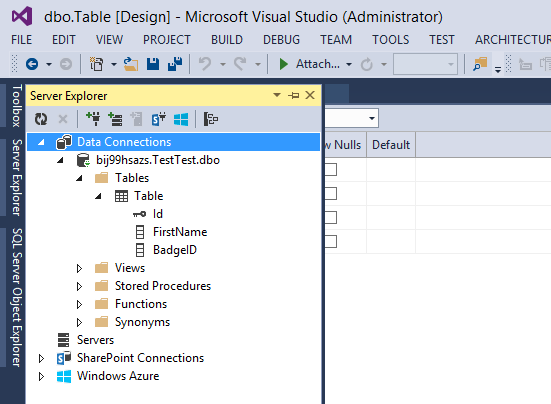 dbo.Table [Design] - Microsoft Visual Studio (Administrator)
FILE EDIT VIEW PROJECT BUILD DEBUG TEAM TOOLS TEST ARCHITECTUR
Attach...
Toolbox
Server Explorer
SQL Server Object Explorer
Server Explorer
w Nulls Default
Data Connections
bij99hsazs.TestTest.dbo
Tables
Table
Id
FirstName
BadgeID
Views
Stored Procedures
Functions
Synonyms
Servers
SharePoint Connections
Windows Azure